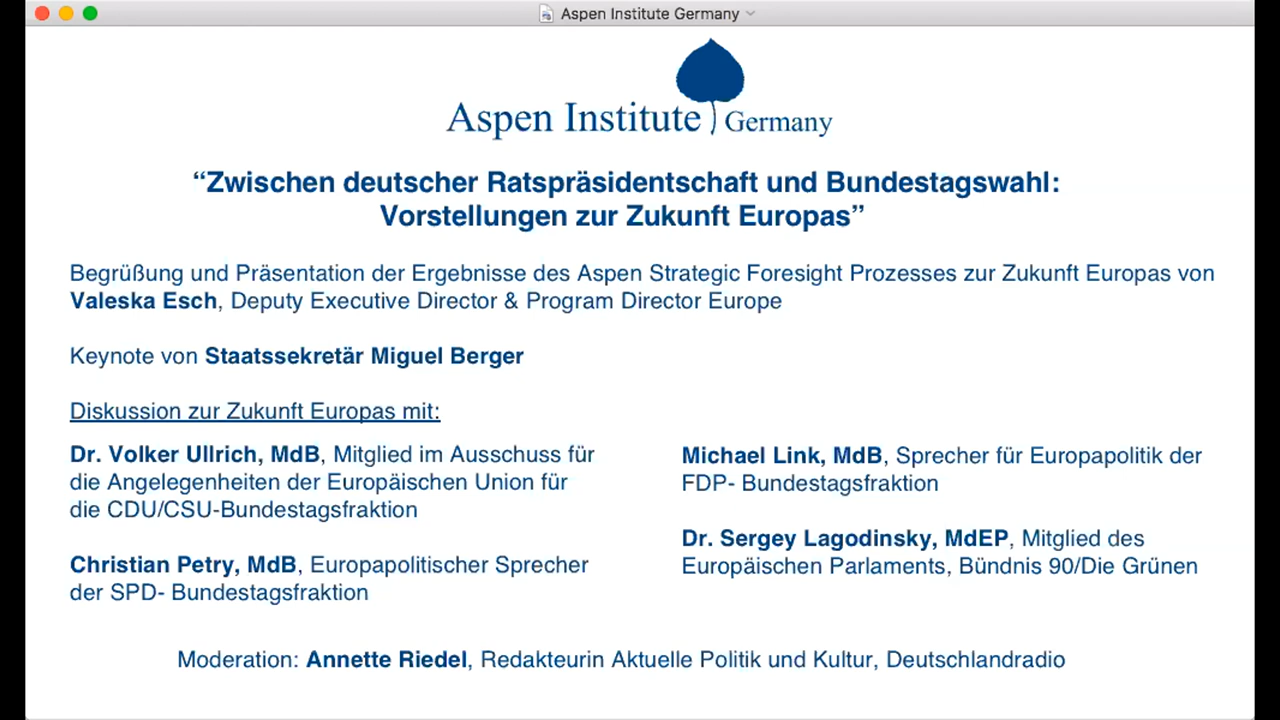 Aspen Institute Germany
Aspen Institute Germany
“Zwischen deutscher Ratspräsidentschaft und Bundestagswahl:
Vorstellungen zur Zukunft Europas”
Begrüßung und Präsentation der Ergebnisse des Aspen Strategic Foresight Prozesses zur Zukunft Europas von
Valeska Esch, Deputy Executive Director & Program Director Europe
Keynote von Staatssekretär Miguel Berger
Diskussion zur Zukunft Europas mit:
Dr. Volker Ullrich, MdB, Mitglied im Ausschuss für
die Angelegenheiten der Europäischen Union für
die CDU/CSU-Bundestagsfraktion
Christian Petry, MdB, Europapolitischer Sprecher
der SPD- Bundestagsfraktion
Michael Link, MdB, Sprecher für Europapolitik der
FDP- Bundestagsfraktion
Dr. Sergey Lagodinsky, MdEP, Mitglied des
Europäischen Parlaments, Bündnis 90/Die Grünen
Moderation: Annette Riedel, Redakteurin Aktuelle Politik und Kultur, Deutschlandradio